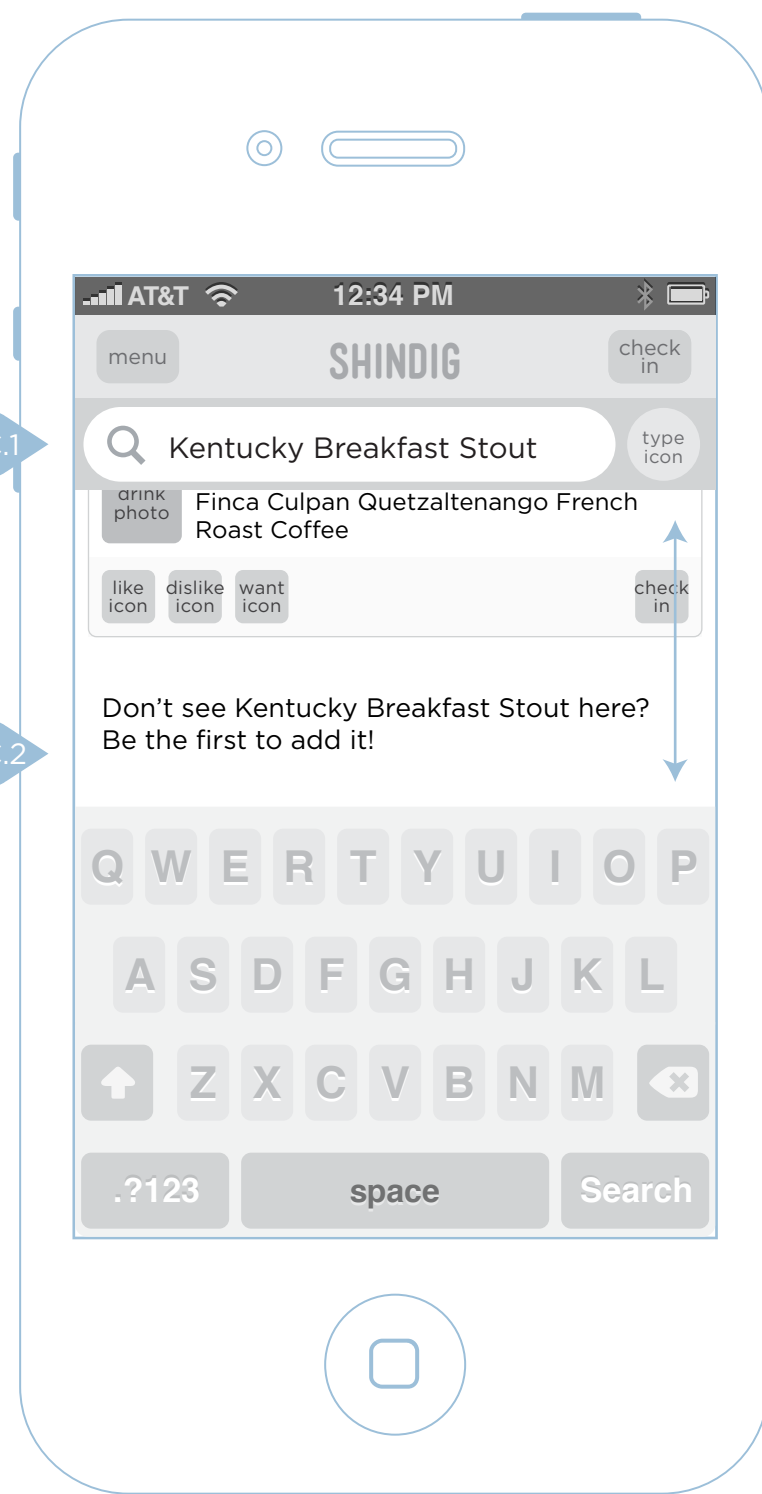 AT&T 12:34 PM
menu SHINDIG check
in
.1 Kentucky Breakfast Stout type
icon
drink
photo
Finca Culpan Quetzaltenango French
Roast Coffee
like
icon
dislike
icon
want
icon
check
in
Don’t see Kentucky Breakfast Stout here?
Be the first to add it!
.2
Q W E R T Y U I O P
A S D F G H J K L
Z X C V B N M
.?123 space Search